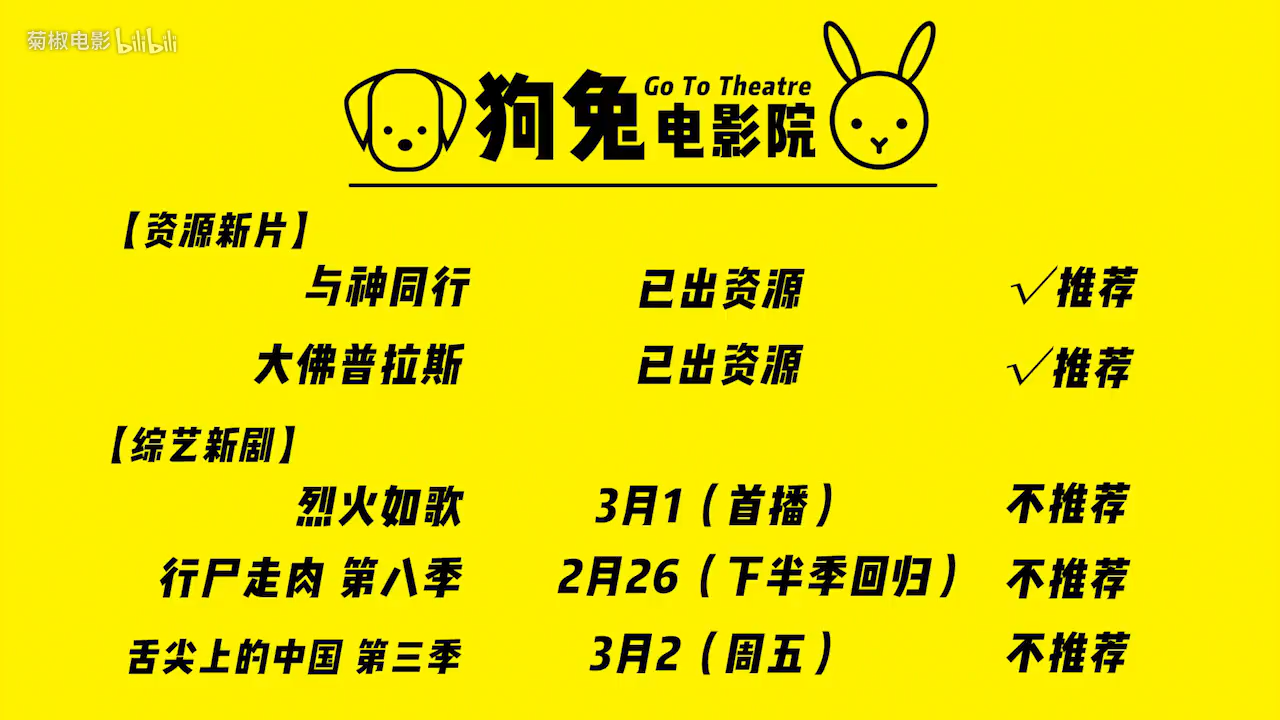 菊椒电影 bilibili
狗兔 Go To Theatre
电影院
【资源新片】
与神同行 已出资源 √推荐
大佛普拉斯 已出资源 √推荐
【综艺新剧】
烈火如歌 3月1（首播） 不推荐
行尸走肉 第八季 2月26（下半季回归） 不推荐
舌尖上的中国 第三季 3月2（周五） 不推荐